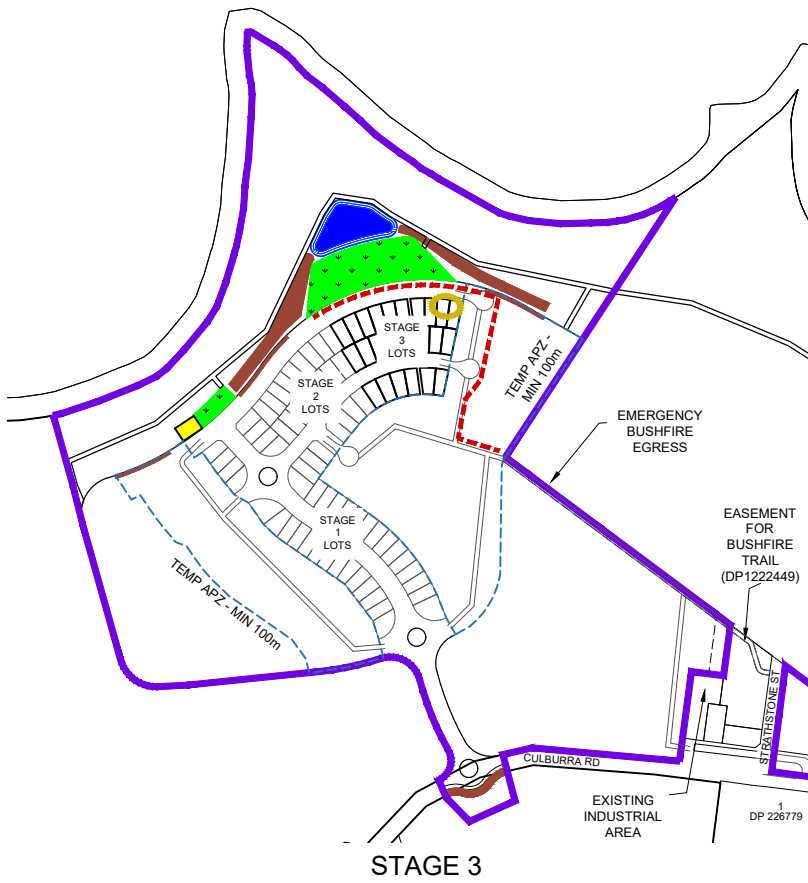 STAGE
3
LOTS
STAGE
2
LOTS
TEMP APZ -
MIN 100m
EMERGENCY
BUSHFIRE
EGRESS
EASEMENT
FOR
BUSHFIRE
TRAIL
(DP1222449)
STAGE
1
LOTS
TEMP APZ - MIN 100m
STRATHSTONE ST
CULBURRA RD
EXISTING
INDUSTRIAL
AREA
1
DP 226779
STAGE 3